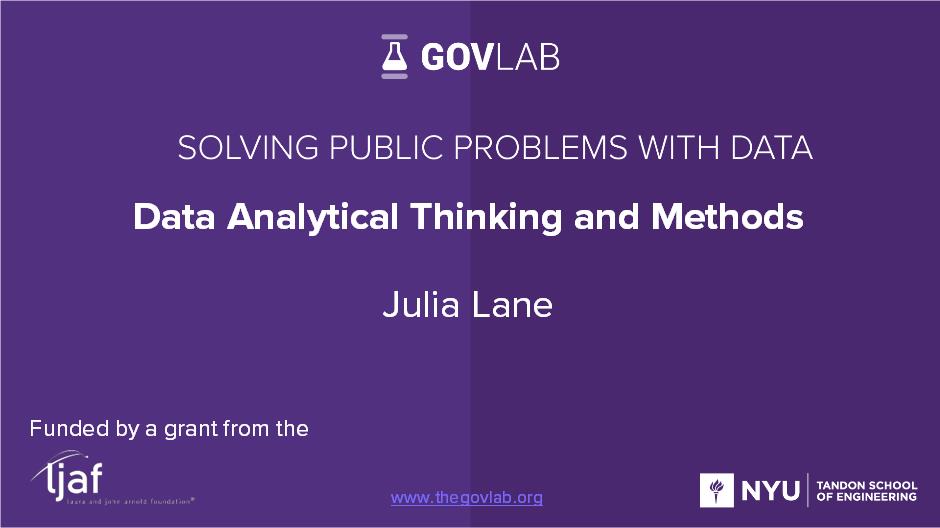 GOVLAB
SOLVING PUBLIC PROBLEMS WITH DATA
Data Analytical Thinking and Methods
Julia Lane
Funded by a grant from the
ljaf
laura and john arnold foundation®
www.thegovlab.org
NYU
TANDON SCHOOL
OF ENGINEERING